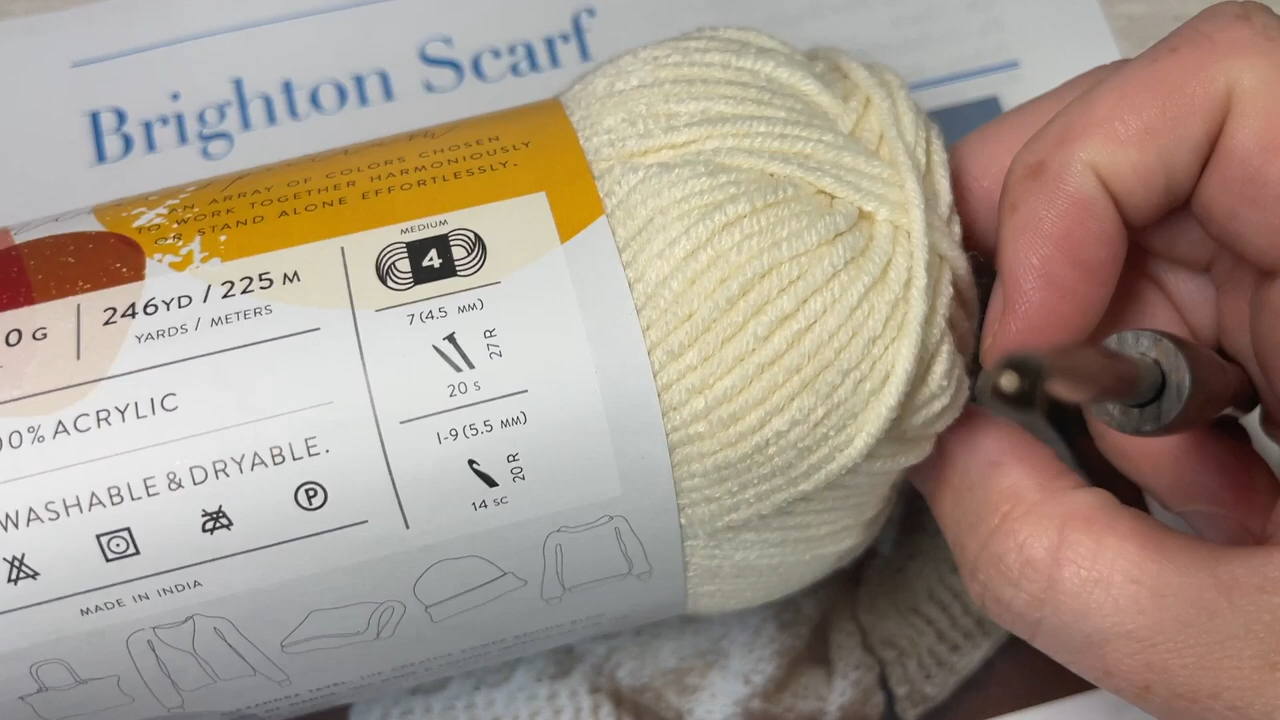 Brighton Scarf
AN ARRAY OF COLORS CHOSEN
TO WORK TOGETHER HARMONIOUSLY
OR STAND ALONE EFFORTLESSLY.
0 G
246YD / 225 M
YARDS / METERS
00% ACRYLIC
WASHABLE & DRYABLE.
P
MADE IN INDIA
MEDIUM
4
7 (4.5 MM)
27 R
20 S
I-9 (5.5 MM)
20 R
14 SC